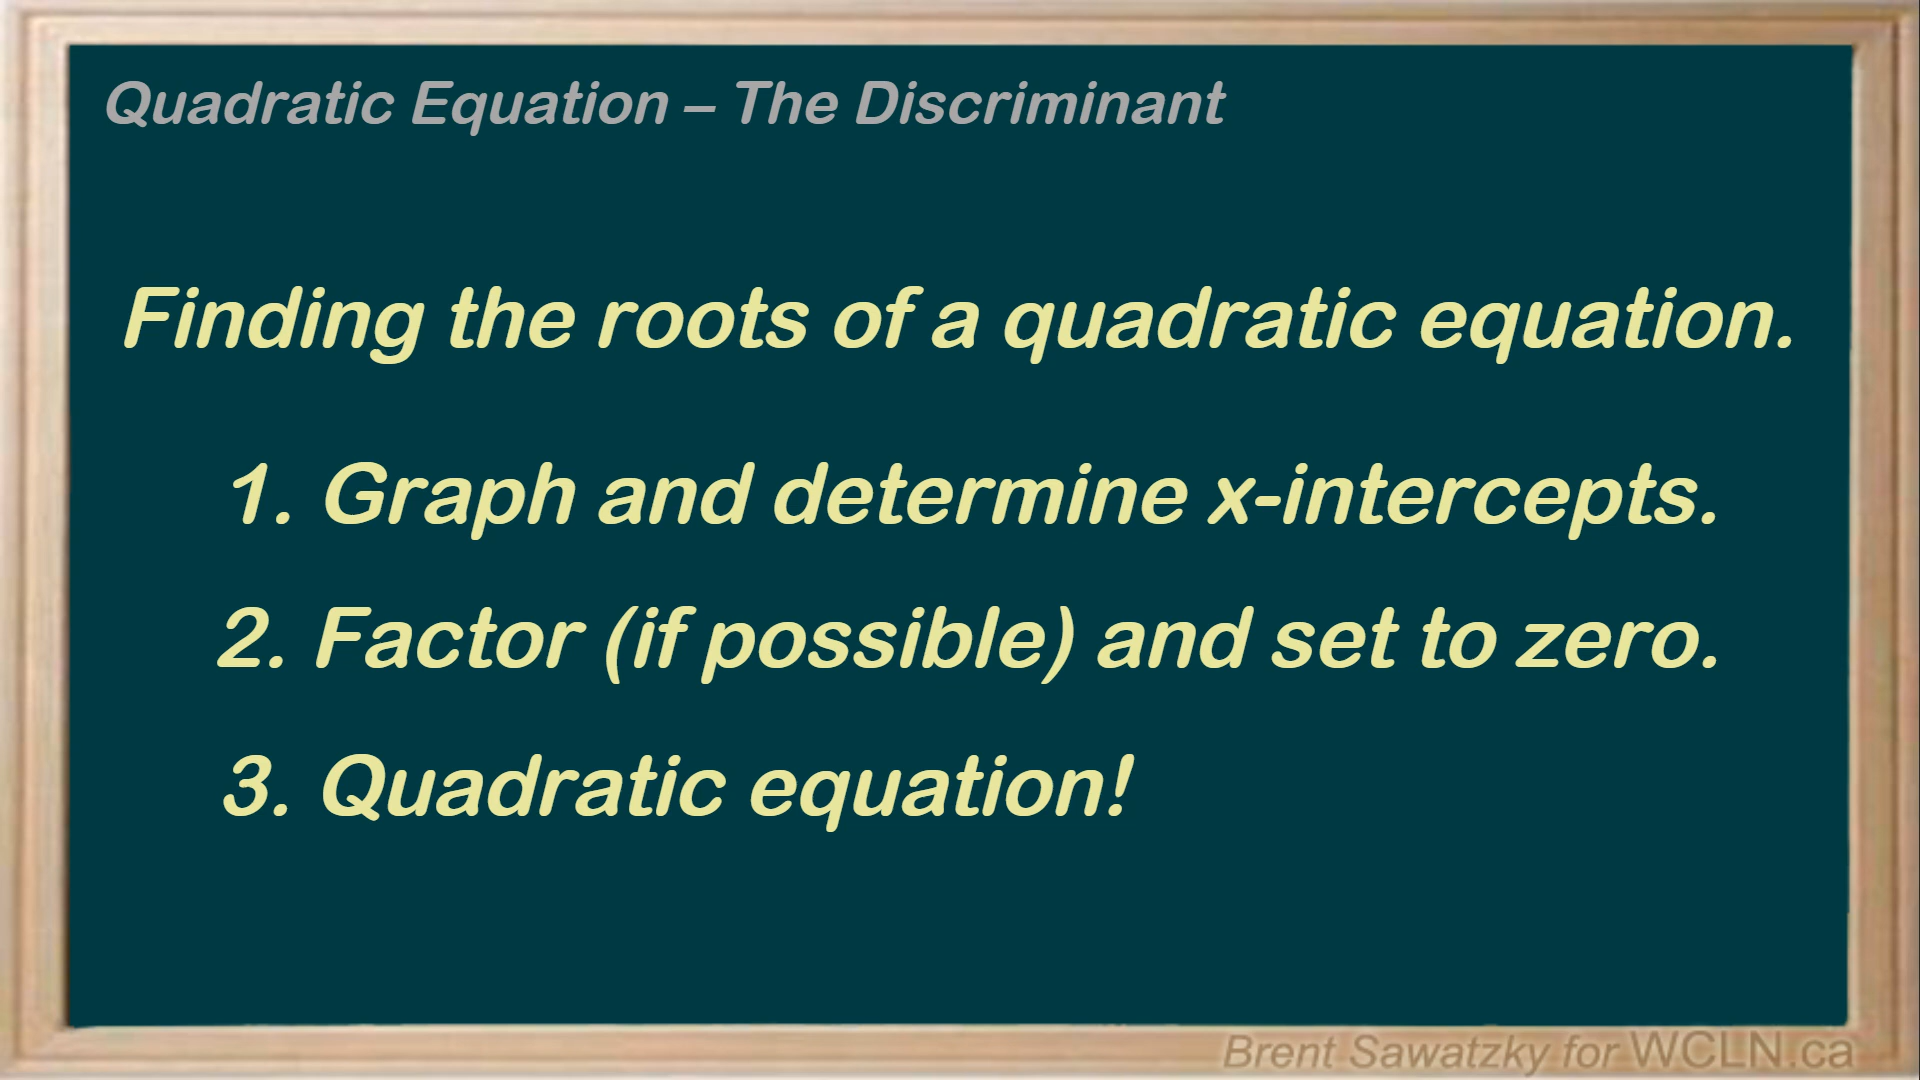 Quadratic Equation – The Discriminant
Finding the roots of a quadratic equation.
1. Graph and determine x-intercepts.
2. Factor (if possible) and set to zero.
3. Quadratic equation!
Brent Sawatzky for WCLN.ca